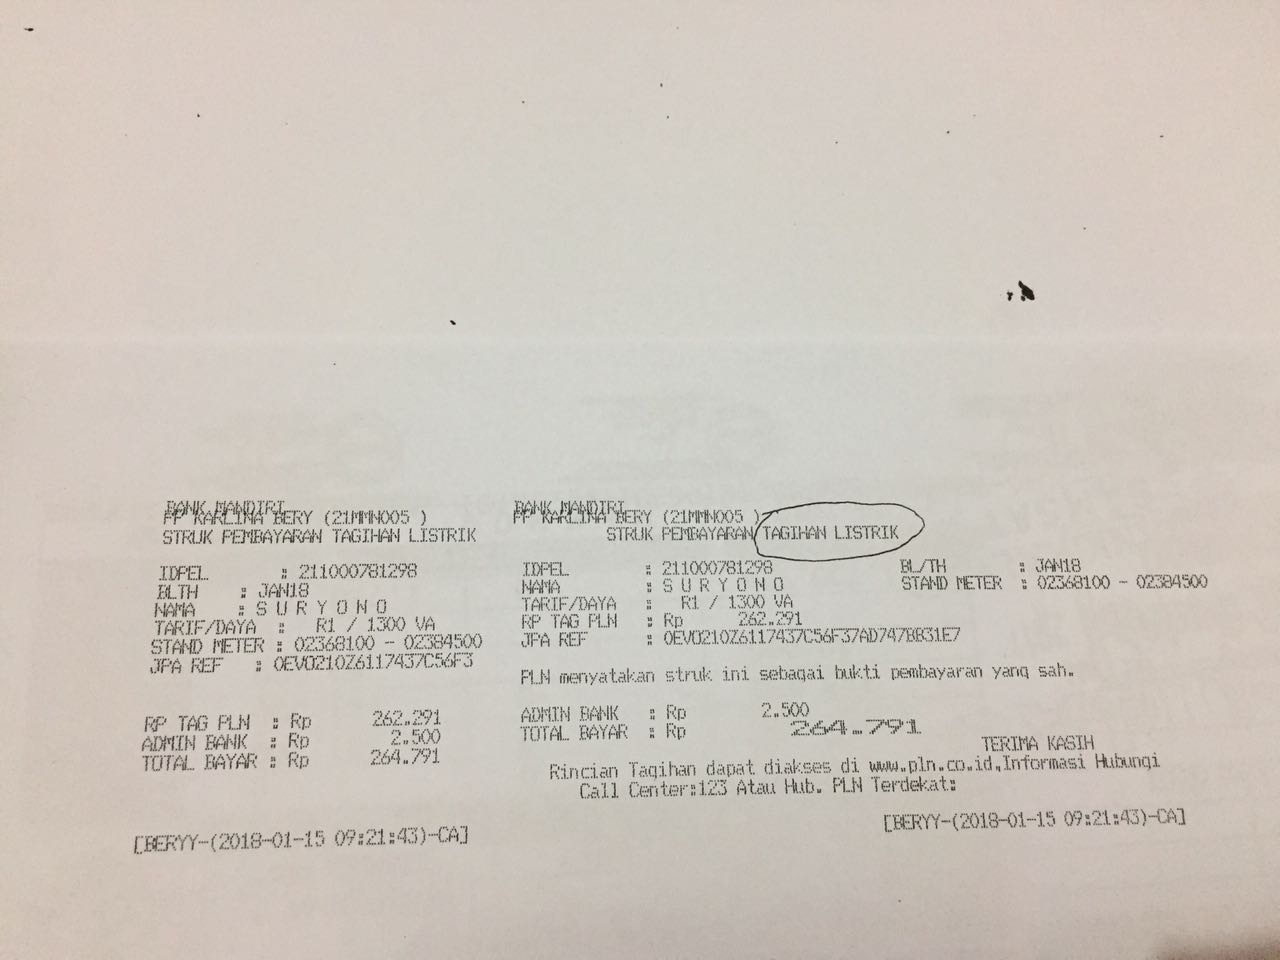 BANK MANDIRI
PP KARLINA BERY (21MMN005 )
STRUK PEMBAYARAN TAGIHAN LISTRIK
IDPEL : 211000781298
BLTH : JAN18
NAMA : S U R Y O N O
TARIF/DAYA : R1 / 1300 VA
STAND METER : 02368100 - 02384500
JPA REF : 0EVO210Z6117437C56F3
RP TAG PLN : Rp 262.291
ADMIN BANK : Rp 2.500
TOTAL BAYAR : Rp 264.791
[BERYY-(2018-01-15 09:21:43)-CA]
BANK MANDIRI
PP KARLINA BERY (21MMN005 )
STRUK PEMBAYARAN TAGIHAN LISTRIK
IDPEL : 211000781298 BL/TH : JAN18
NAMA : S U R Y O N O STAND METER : 02368100 - 02384500
TARIF/DAYA : R1 / 1300 VA
RP TAG PLN : Rp 262.291
JPA REF : 0EVO210Z6117437C56F37AD747BB31E7
PLN menyatakan struk ini sebagai bukti pembayaran yang sah.
ADMIN BANK : Rp 2.500
TOTAL BAYAR : Rp 264.791
TERIMA KASIH
Rincian Tagihan dapat diakses di www.pln.co.id,Informasi Hubungi
Call Center:123 Atau Hub. PLN Terdekat:
[BERYY-(2018-01-15 09:21:43)-CA]